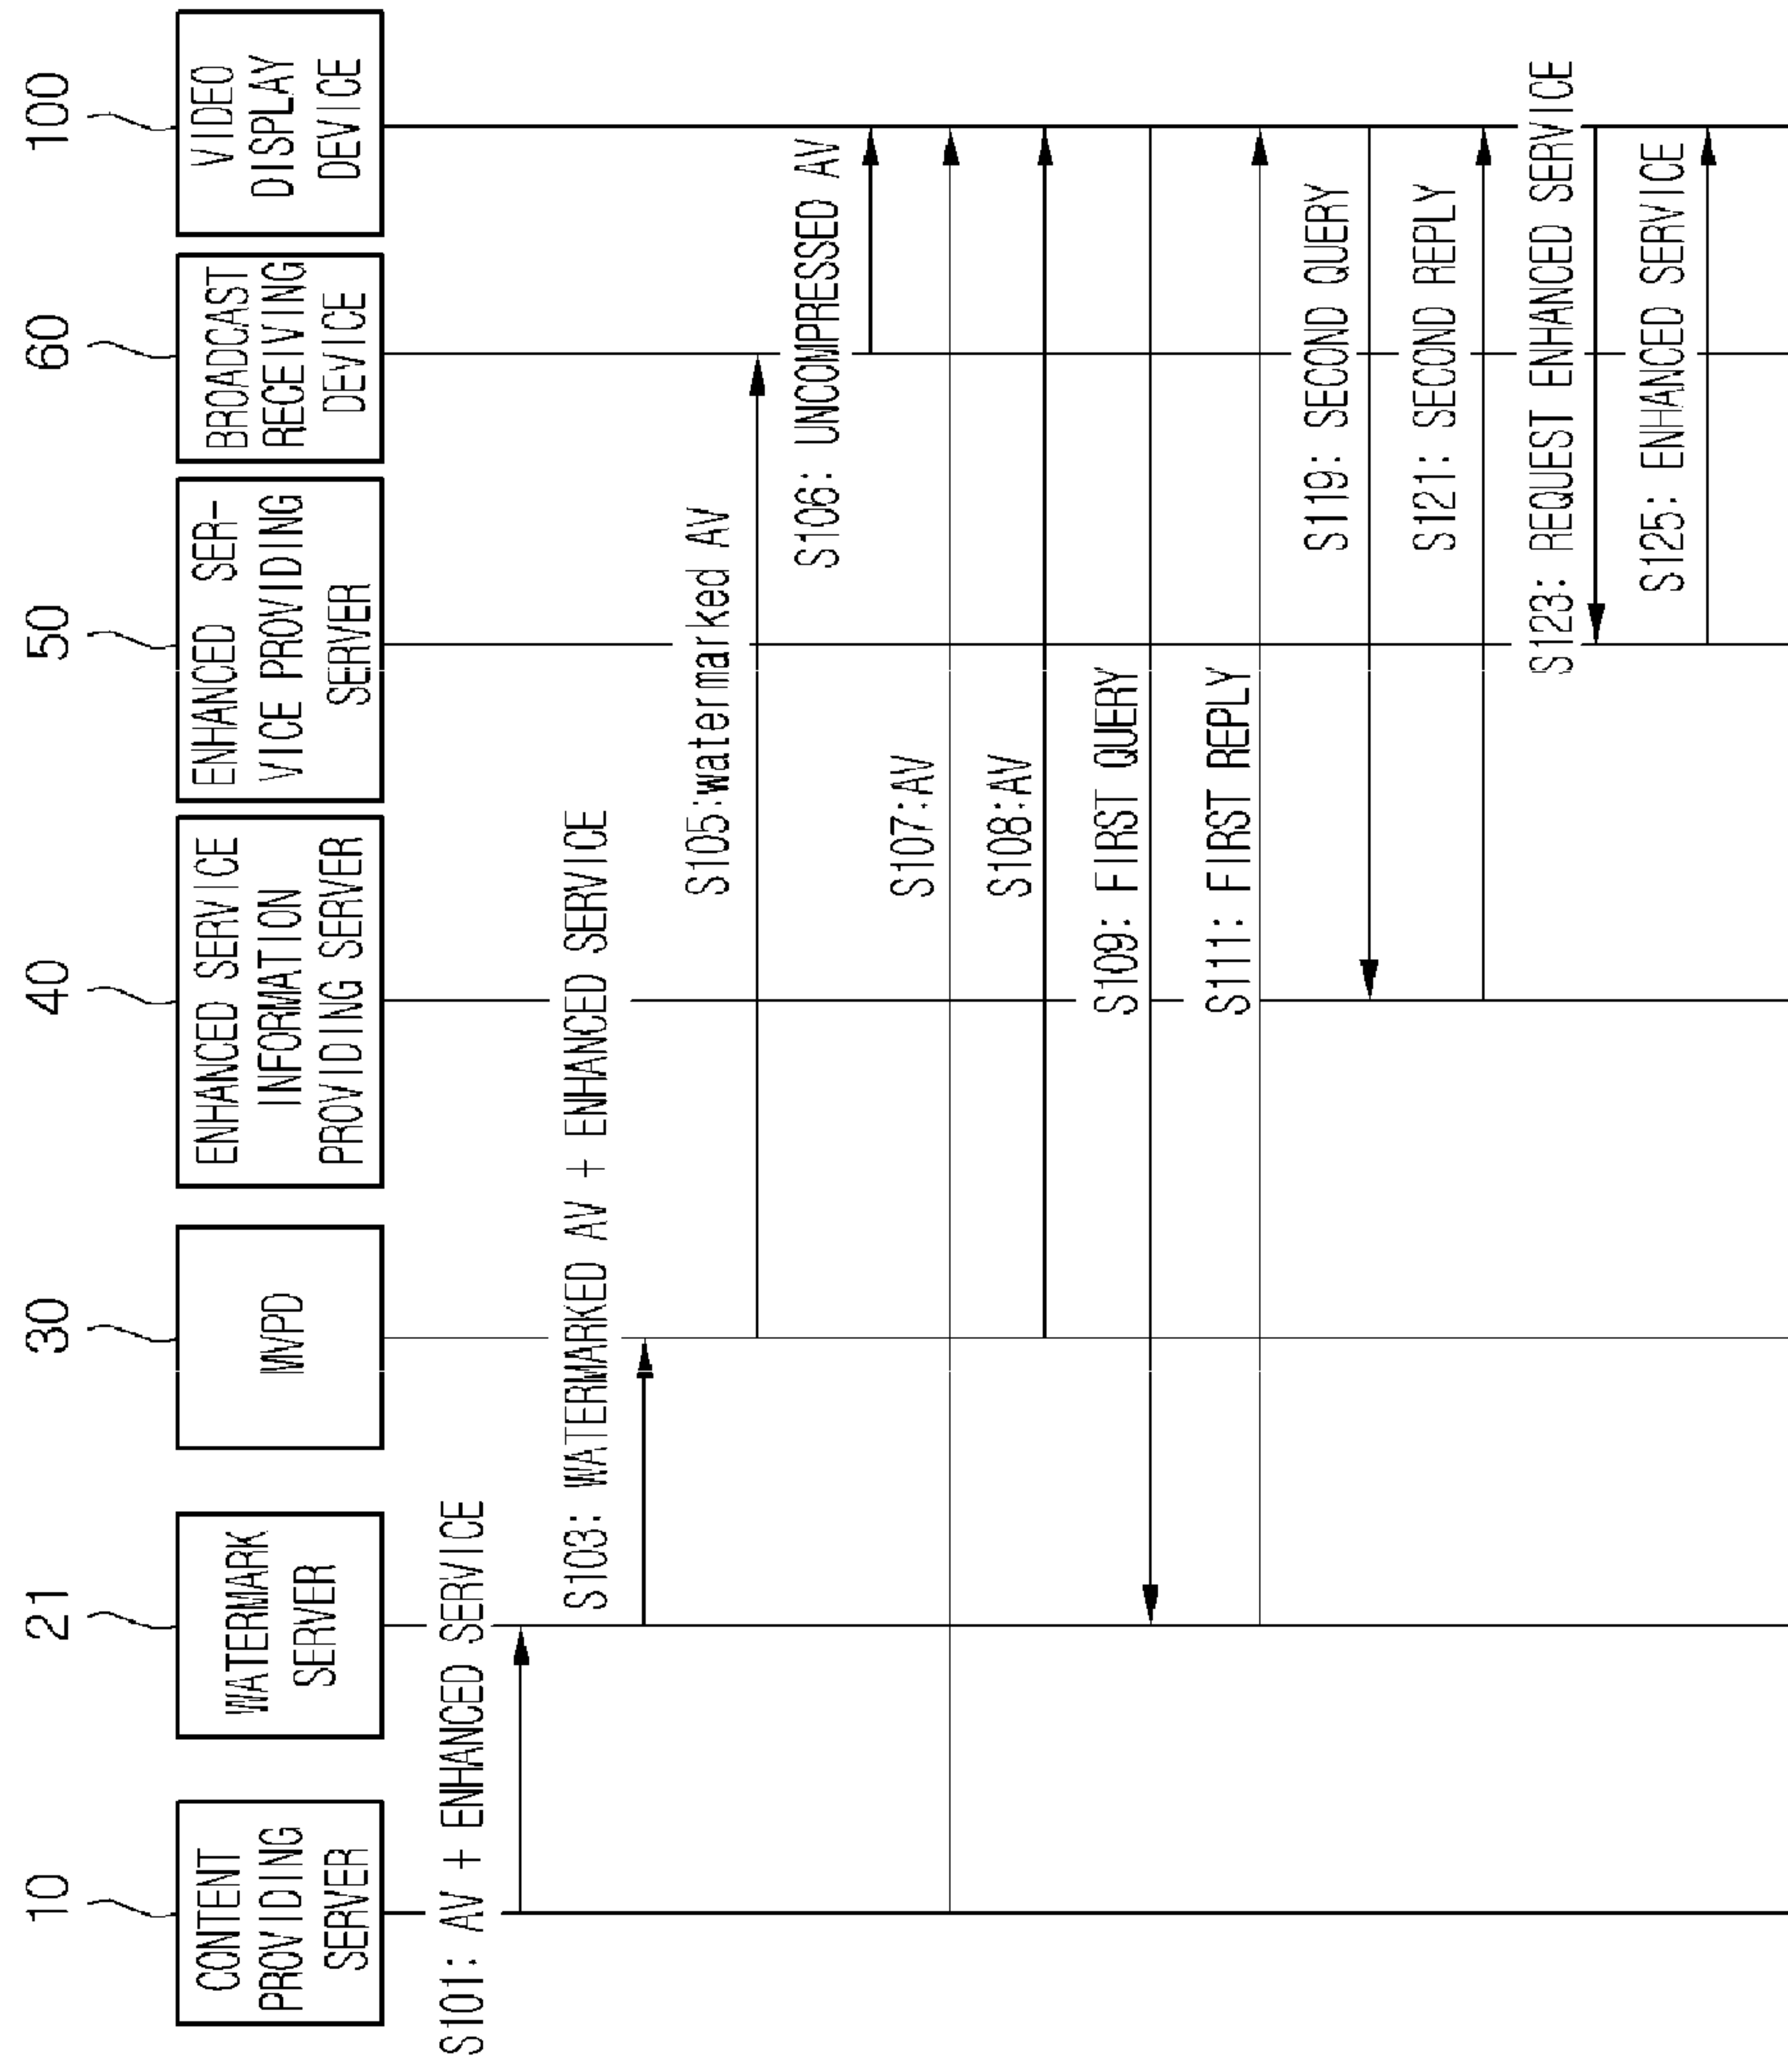 10
21
30
40
50
60
100
CONTENT
PROVIDING
SERVER
WATERMARK
SERVER
MVPD
ENHANCED SERVICE
INFORMATION
PROVIDING SERVER
ENHANCED SER-
VICE PROVIDING
SERVER
BROADCAST
RECEIVING
DEVICE
VIDEO
DISPLAY
DEVICE
S101: AV + ENHANCED SERVICE
S103: WATERMARKED AV + ENHANCED SERVICE
S105:watermarked AV
S106: UNCOMPRESSED AV
S107:AV
S108:AV
S109: FIRST QUERY
S111: FIRST REPLY
S119: SECOND QUERY
S121: SECOND REPLY
S123: REQUEST ENHANCED SERVICE
S125: ENHANCED SERVICE